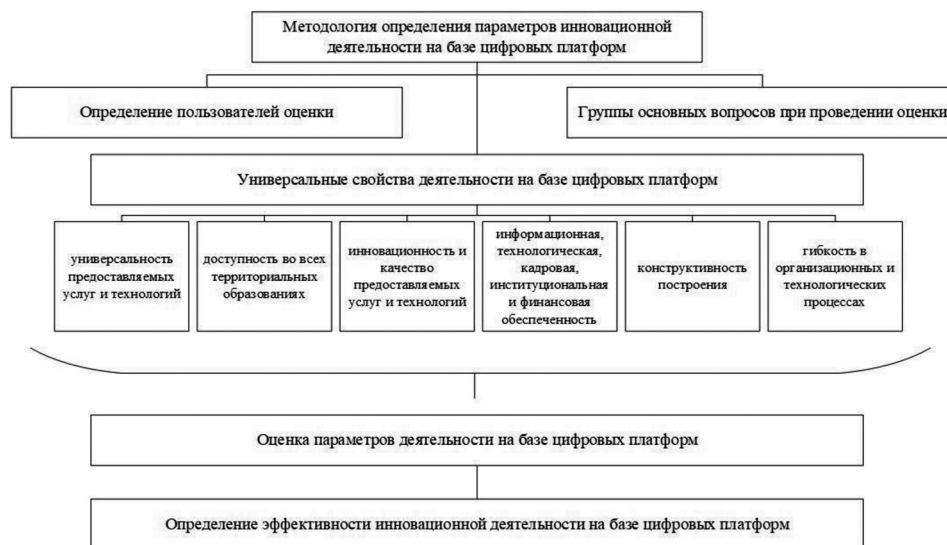 Методология определения параметров инновационной
деятельности на базе цифровых платформ
Определение пользователей оценки
Группы основных вопросов при проведении оценки
Универсальные свойства деятельности на базе цифровых платформ
универсальность
предоставляемых
услуг и технологий
доступность во всех
территориальных
образованиях
инновационность и
качество
предоставляемых
услуг и технологий
информационная,
технологическая,
кадровая,
институциональная
и финансовая
обеспеченность
конструктивность
построения
гибкость в
организационных и
технологических
процессах
Оценка параметров деятельности на базе цифровых платформ
Определение эффективности инновационной деятельности на базе цифровых платформ